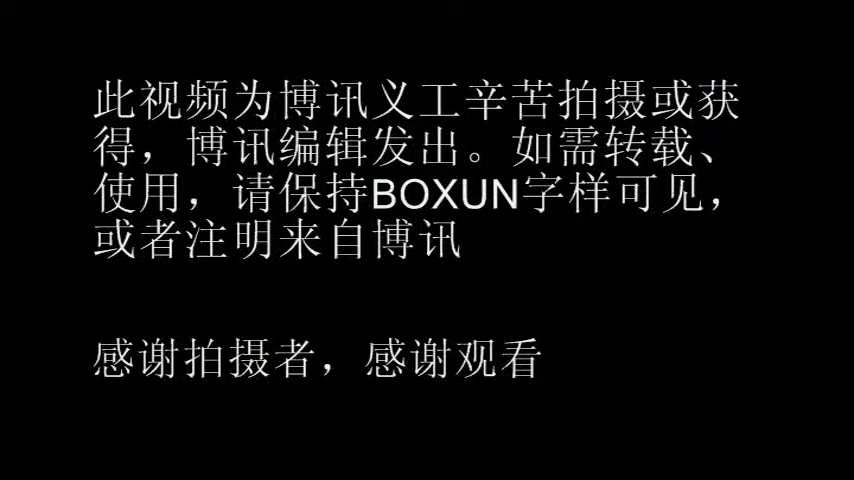 此视频为博讯义工辛苦拍摄或获
得，博讯编辑发出。如需转载、
使用，请保持BOXUN字样可见，
或者注明来自博讯
感谢拍摄者，感谢观看